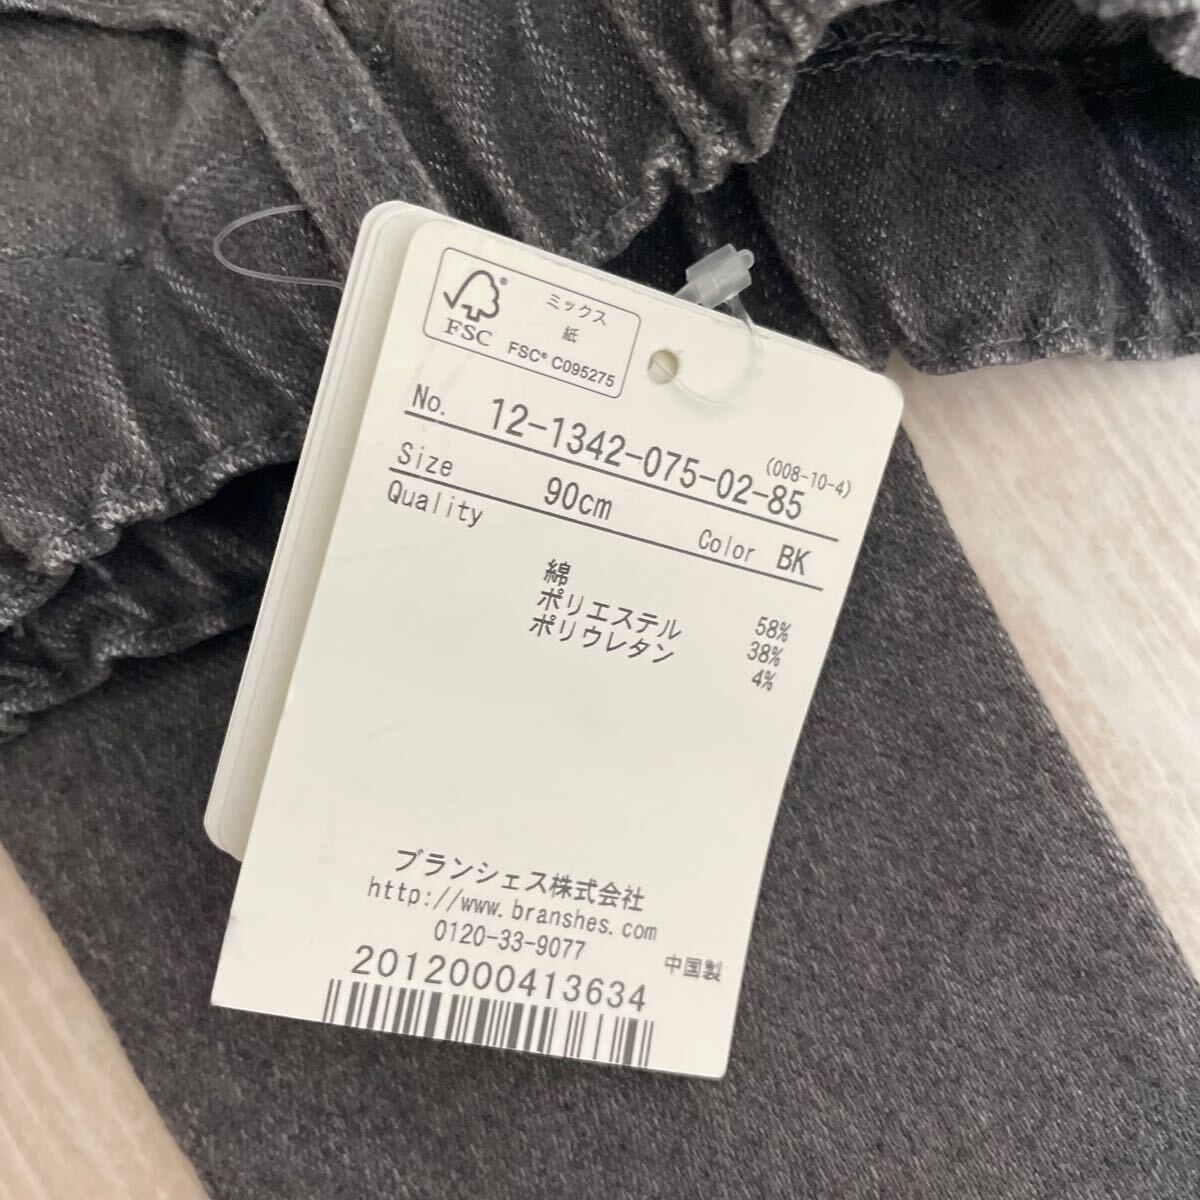 FSC®
ミックス
紙
FSC® C095275
(008-10-4)
No. 12-1342-075-02-85
Size 90cm Color BK
Quality
綿 58%
ポリエステル 38%
ポリウレタン 4%
ブランシェス株式会社
http://www.branshes.com
0120-33-9077
中国製
2012000413634